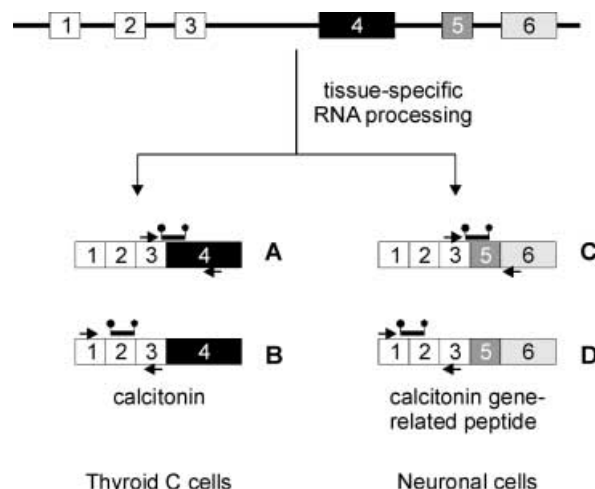 1 2 3 4 5 6
tissue-specific
RNA processing
1 2 3 4 A
1 2 3 5 6 C
1 2 3 4 B
1 2 3 5 6 D
calcitonin
calcitonin gene-
related peptide
Thyroid C cells
Neuronal cells